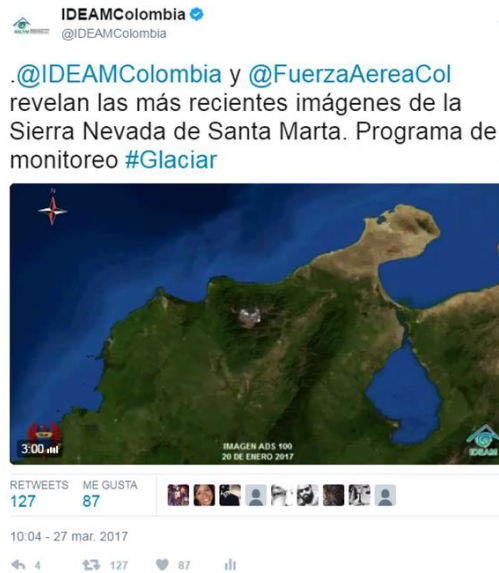 IDEAMColombia
@IDEAMColombia
.@IDEAMColombia y @FuerzaAereaCol
revelan las más recientes imágenes de la
Sierra Nevada de Santa Marta. Programa de
monitoreo #Glaciar
N
IMAGEN ADS 100
20 DE ENERO 2017
3:00
IDEAM
RETWEETS
127
ME GUSTA
87
10:04 - 27 mar. 2017
4 127 87